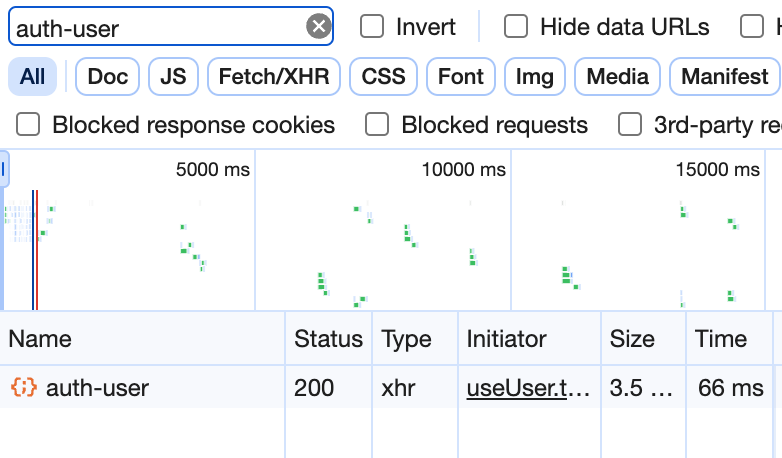 auth-user Invert Hide data URLs
All Doc JS Fetch/XHR CSS Font Img Media Manifest
Blocked response cookies Blocked requests 3rd-party re
5000 ms 10000 ms 15000 ms
Name Status Type Initiator Size Time
auth-user 200 xhr useUser.t... 3.5 ... 66 ms